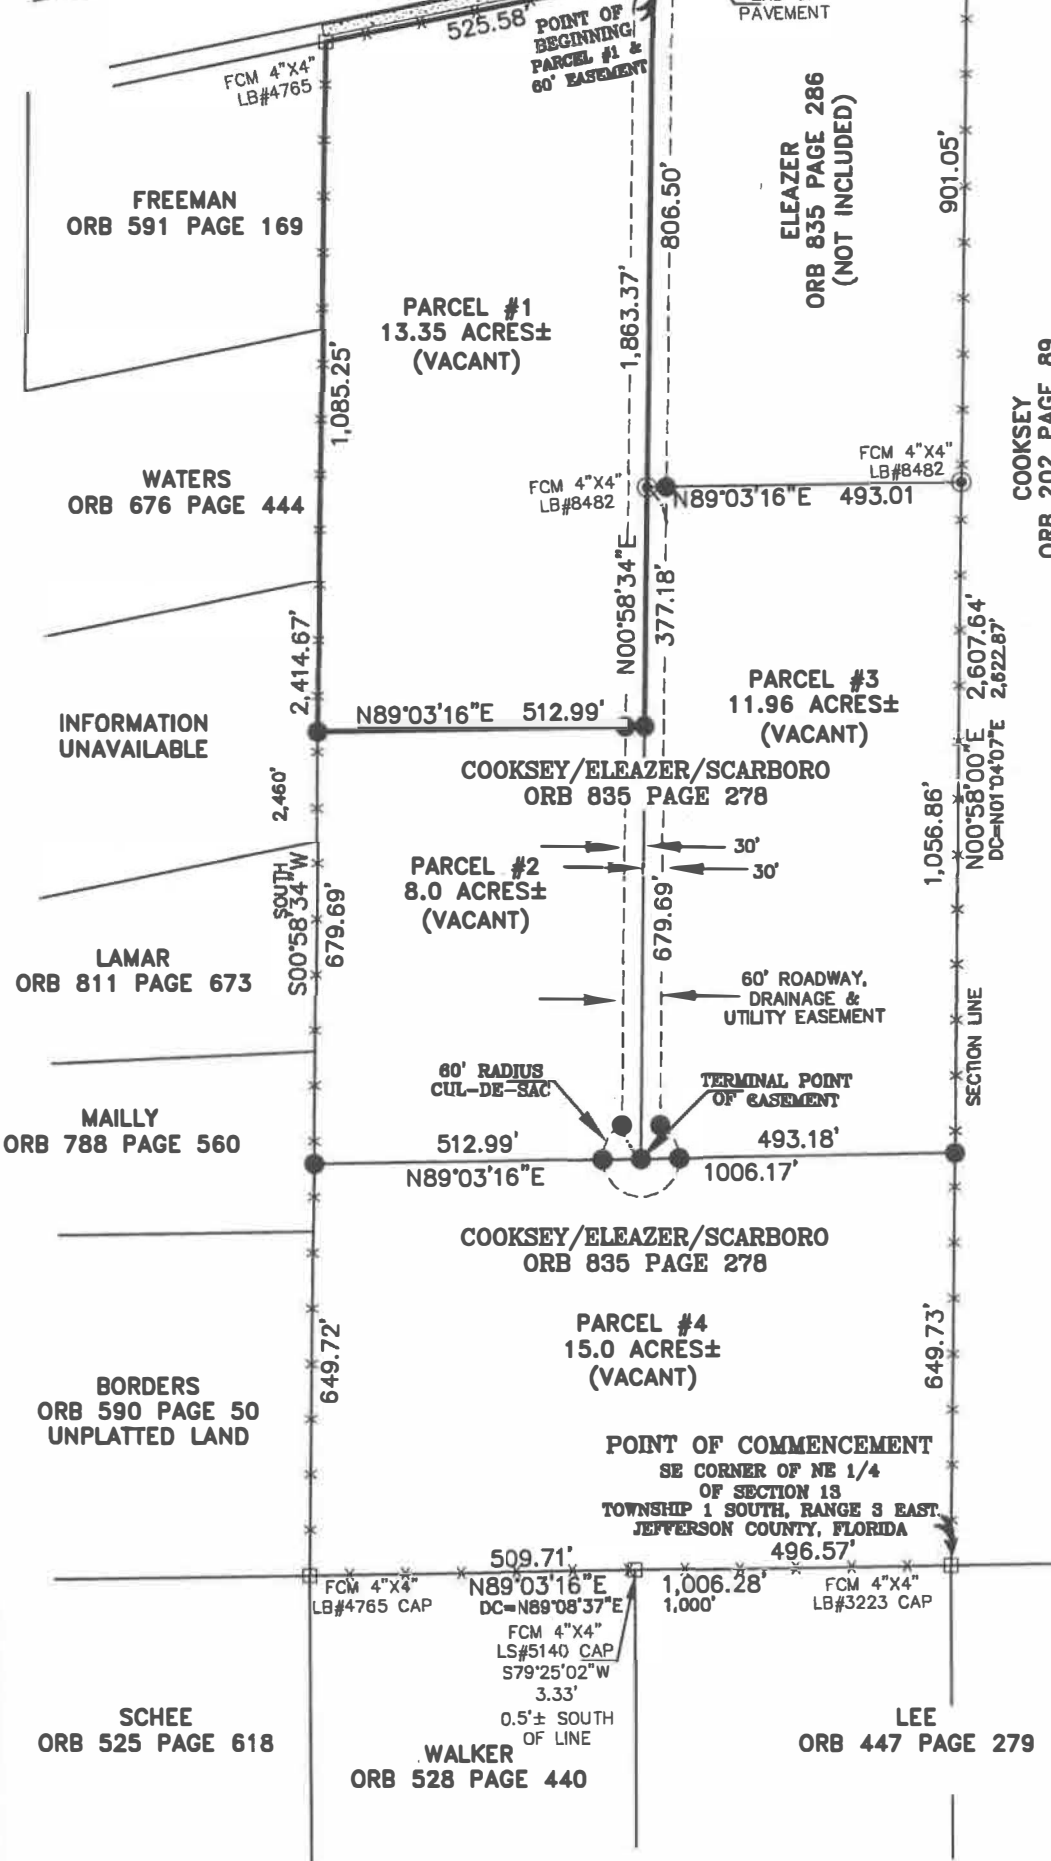 PAVEMENT
525.58'
POINT OF
BEGINNING
PARCEL #1 &
60' EASEMENT
FCM 4"X4"
LB#4765
ELEAZER
ORB 835 PAGE 286
(NOT INCLUDED)
901.05'
806.50'
FREEMAN
ORB 591 PAGE 169
1,863.37'
PARCEL #1
13.35 ACRES±
(VACANT)
1,085.25'
COOKSEY
ORB 202 PAGE 89
WATERS
ORB 676 PAGE 444
FCM 4"X4"
LB#8482
FCM 4"X4"
LB#8482
N89°03'16"E 493.01
N00°58'34"E
377.18'
2,414.67'
N00°58'00"E 2,607.64'
DC=N01°04'07"E 2,622.87'
PARCEL #3
11.96 ACRES±
(VACANT)
N89°03'16"E 512.99'
INFORMATION
UNAVAILABLE
COOKSEY/ELEAZER/SCARBORO
ORB 835 PAGE 278
2,460'
1,056.86'
30'
30'
PARCEL #2
8.0 ACRES±
(VACANT)
SOUTH
S00°58'34"W
679.69'
679.69'
LAMAR
ORB 811 PAGE 673
60' ROADWAY,
DRAINAGE &
UTILITY EASEMENT
SECTION LINE
60' RADIUS
CUL-DE-SAC
TERMINAL POINT
OF EASEMENT
MAILLY
ORB 788 PAGE 560
512.99'
N89°03'16"E
493.18'
1006.17'
COOKSEY/ELEAZER/SCARBORO
ORB 835 PAGE 278
PARCEL #4
15.0 ACRES±
(VACANT)
649.72'
649.73'
BORDERS
ORB 590 PAGE 50
UNPLATTED LAND
POINT OF COMMENCEMENT
SE CORNER OF NE 1/4
OF SECTION 13
TOWNSHIP 1 SOUTH, RANGE 3 EAST.
JEFFERSON COUNTY, FLORIDA
509.71'
496.57'
FCM 4"X4"
LB#4765 CAP
N89°03'16"E
DC=N89°08'37"E
1,006.28'
1,000'
FCM 4"X4"
LB#3223 CAP
FCM 4"X4"
LS#5140 CAP
S79°25'02"W
3.33'
0.5'± SOUTH
OF LINE
SCHEE
ORB 525 PAGE 618
WALKER
ORB 528 PAGE 440
LEE
ORB 447 PAGE 279